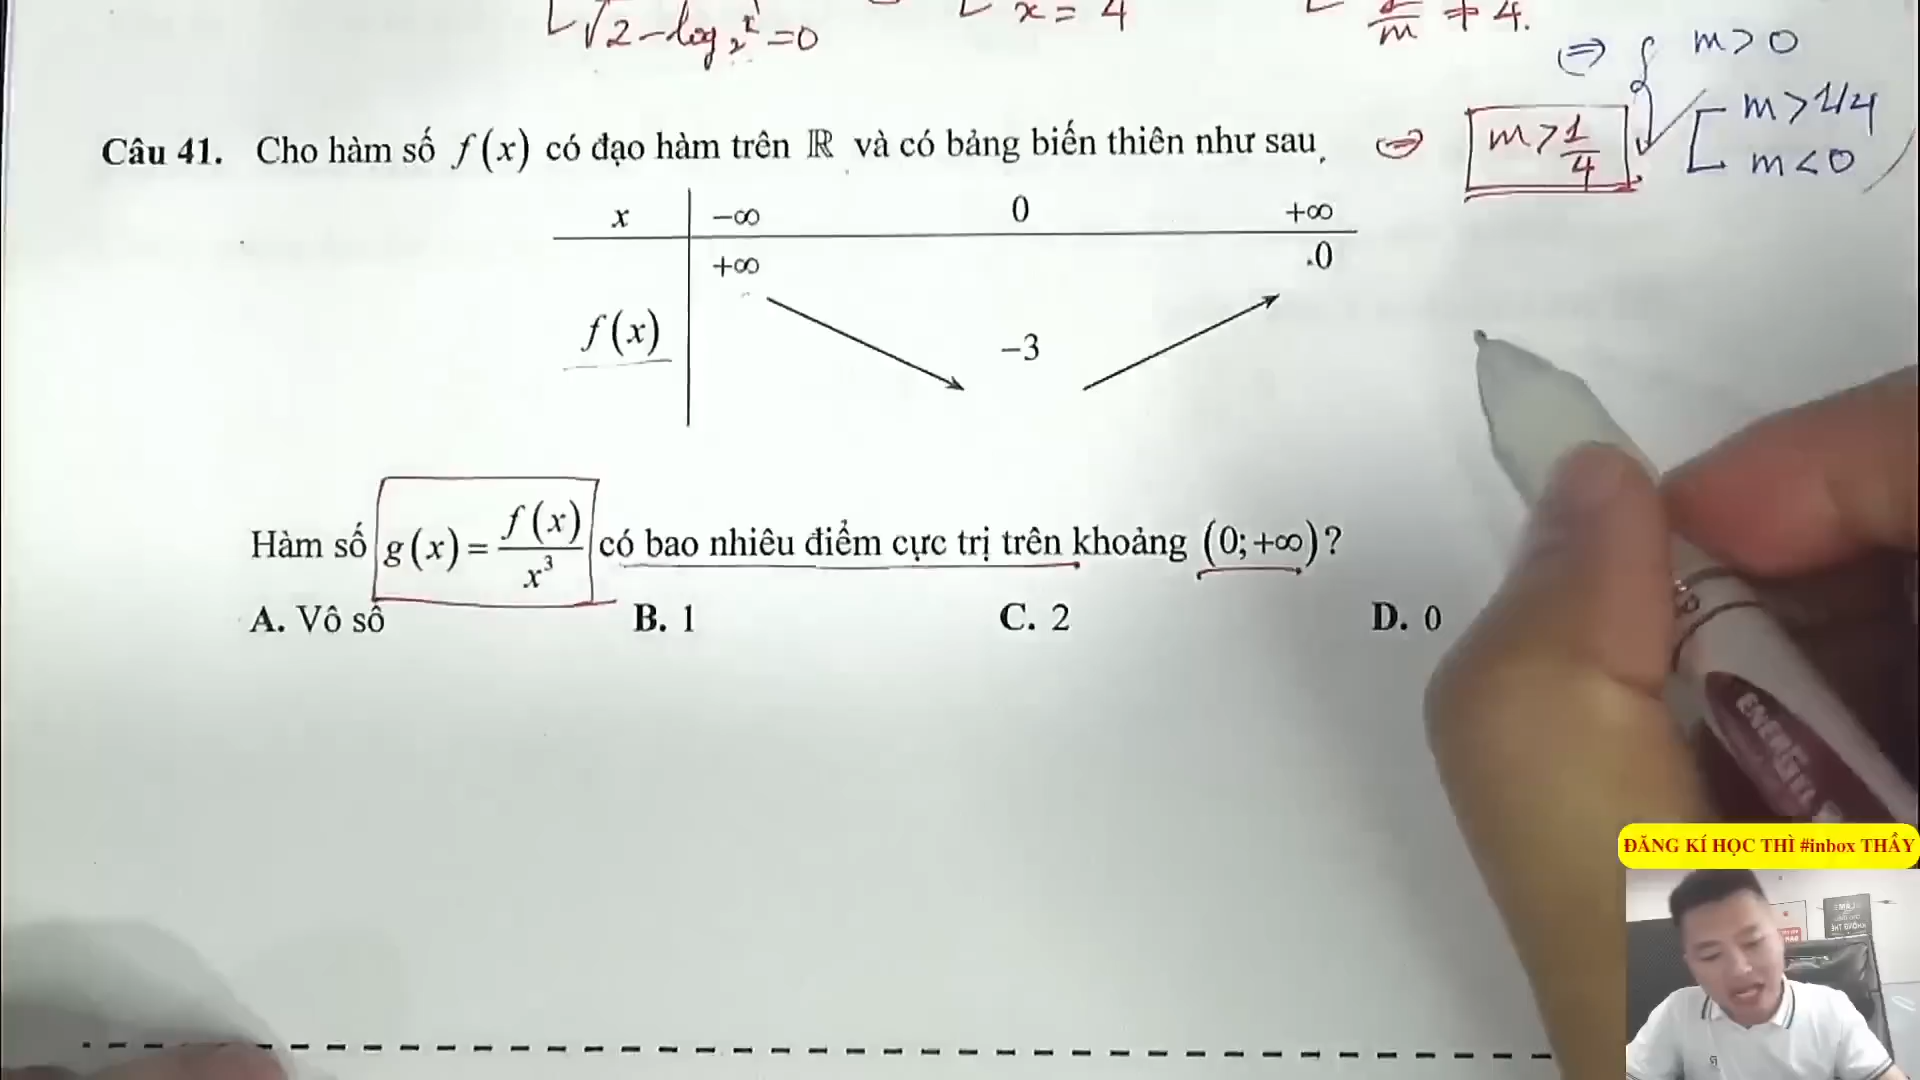 √2 - log₂x = 0
x = 4
1/m ≠ 4.
⇒ { m > 0
[ m > 1/4
m < 0
⇒ m > 1/4
Câu 41. Cho hàm số f(x) có đạo hàm trên ℝ và có bảng biến thiên như sau
x -∞ 0 +∞
f(x) +∞ -3 0
Hàm số g(x) = f(x)/x³ có bao nhiêu điểm cực trị trên khoảng (0;+∞)?
A. Vô số B. 1 C. 2 D. 0
ENERGEL
ĐĂNG KÍ HỌC THÌ #inbox THẦY